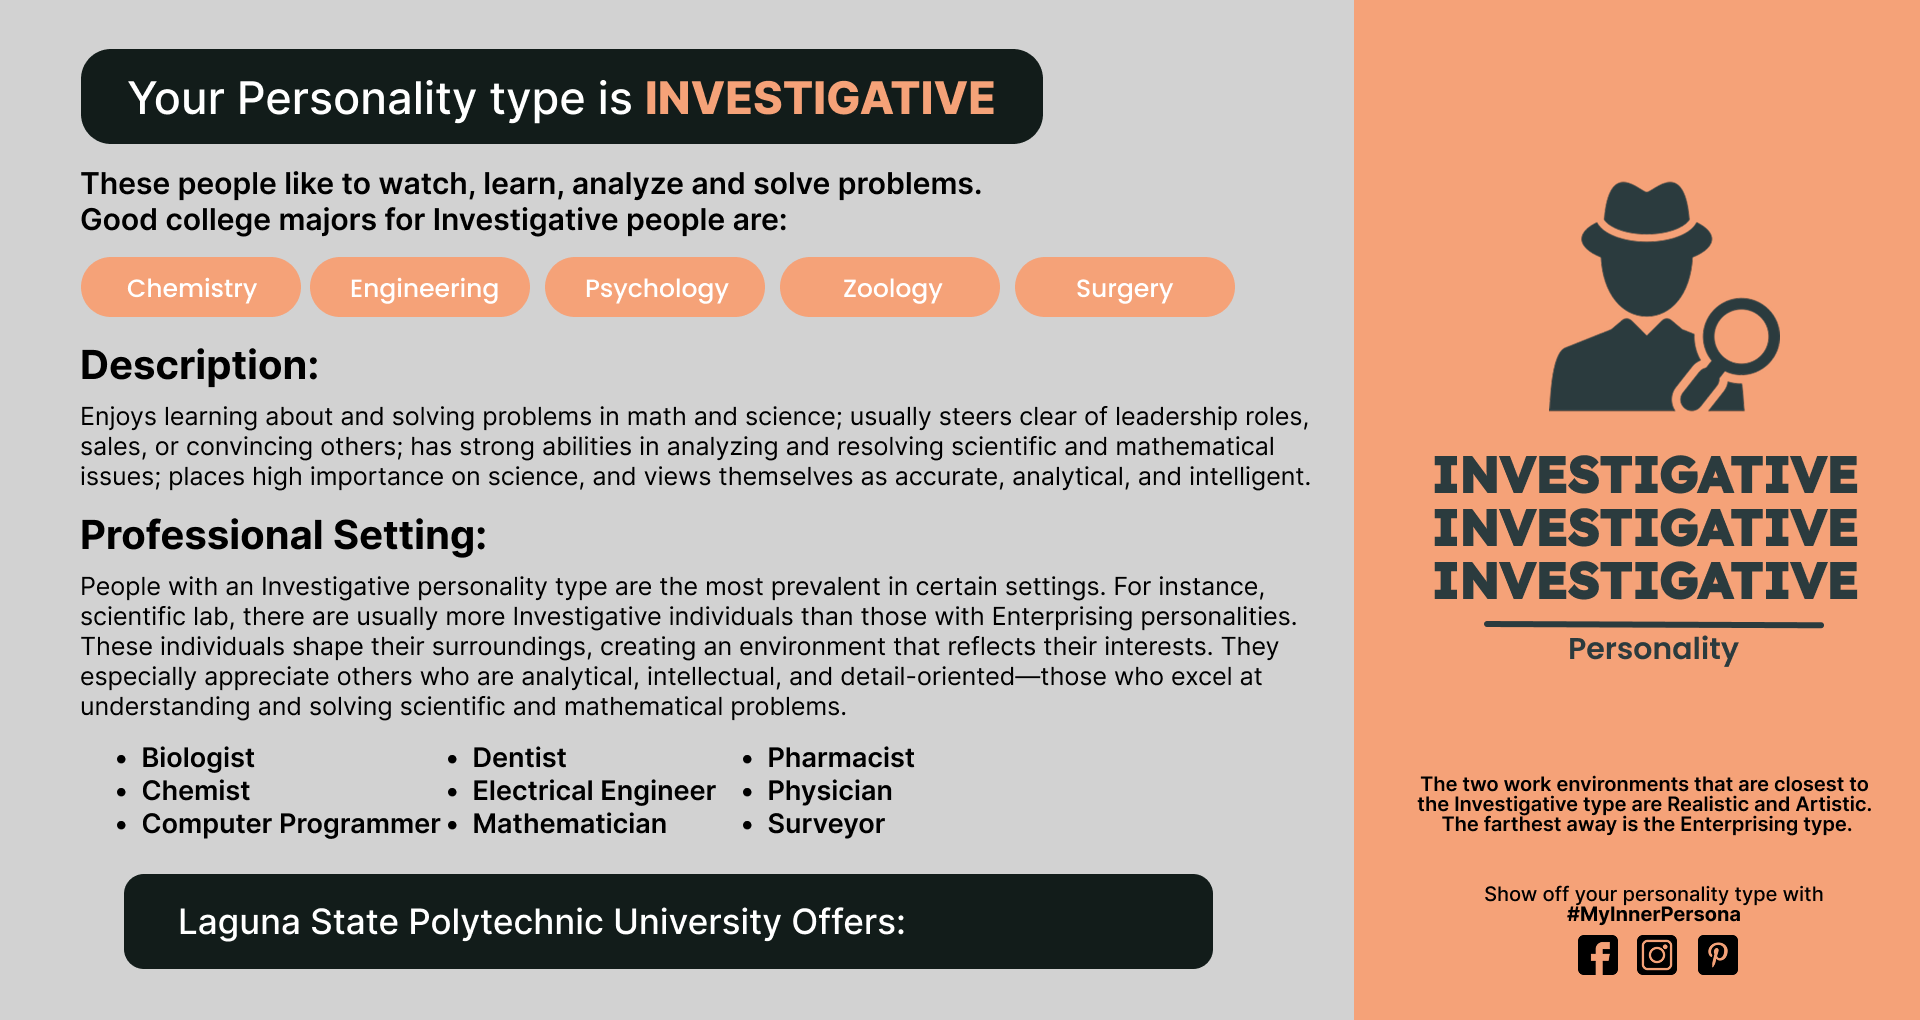 Your Personality type is INVESTIGATIVE
These people like to watch, learn, analyze and solve problems.
Good college majors for Investigative people are:
Chemistry
Engineering
Psychology
Zoology
Surgery
Description:
Enjoys learning about and solving problems in math and science; usually steers clear of leadership roles,
sales, or convincing others; has strong abilities in analyzing and resolving scientific and mathematical
issues; places high importance on science, and views themselves as accurate, analytical, and intelligent.
Professional Setting:
People with an Investigative personality type are the most prevalent in certain settings. For instance,
scientific lab, there are usually more Investigative individuals than those with Enterprising personalities.
These individuals shape their surroundings, creating an environment that reflects their interests. They
especially appreciate others who are analytical, intellectual, and detail-oriented—those who excel at
understanding and solving scientific and mathematical problems.
• Biologist
• Chemist
• Computer Programmer
• Dentist
• Electrical Engineer
• Mathematician
• Pharmacist
• Physician
• Surveyor
Laguna State Polytechnic University Offers:
INVESTIGATIVE
INVESTIGATIVE
INVESTIGATIVE
Personality
The two work environments that are closest to
the Investigative type are Realistic and Artistic.
The farthest away is the Enterprising type.
Show off your personality type with
#MyInnerPersona